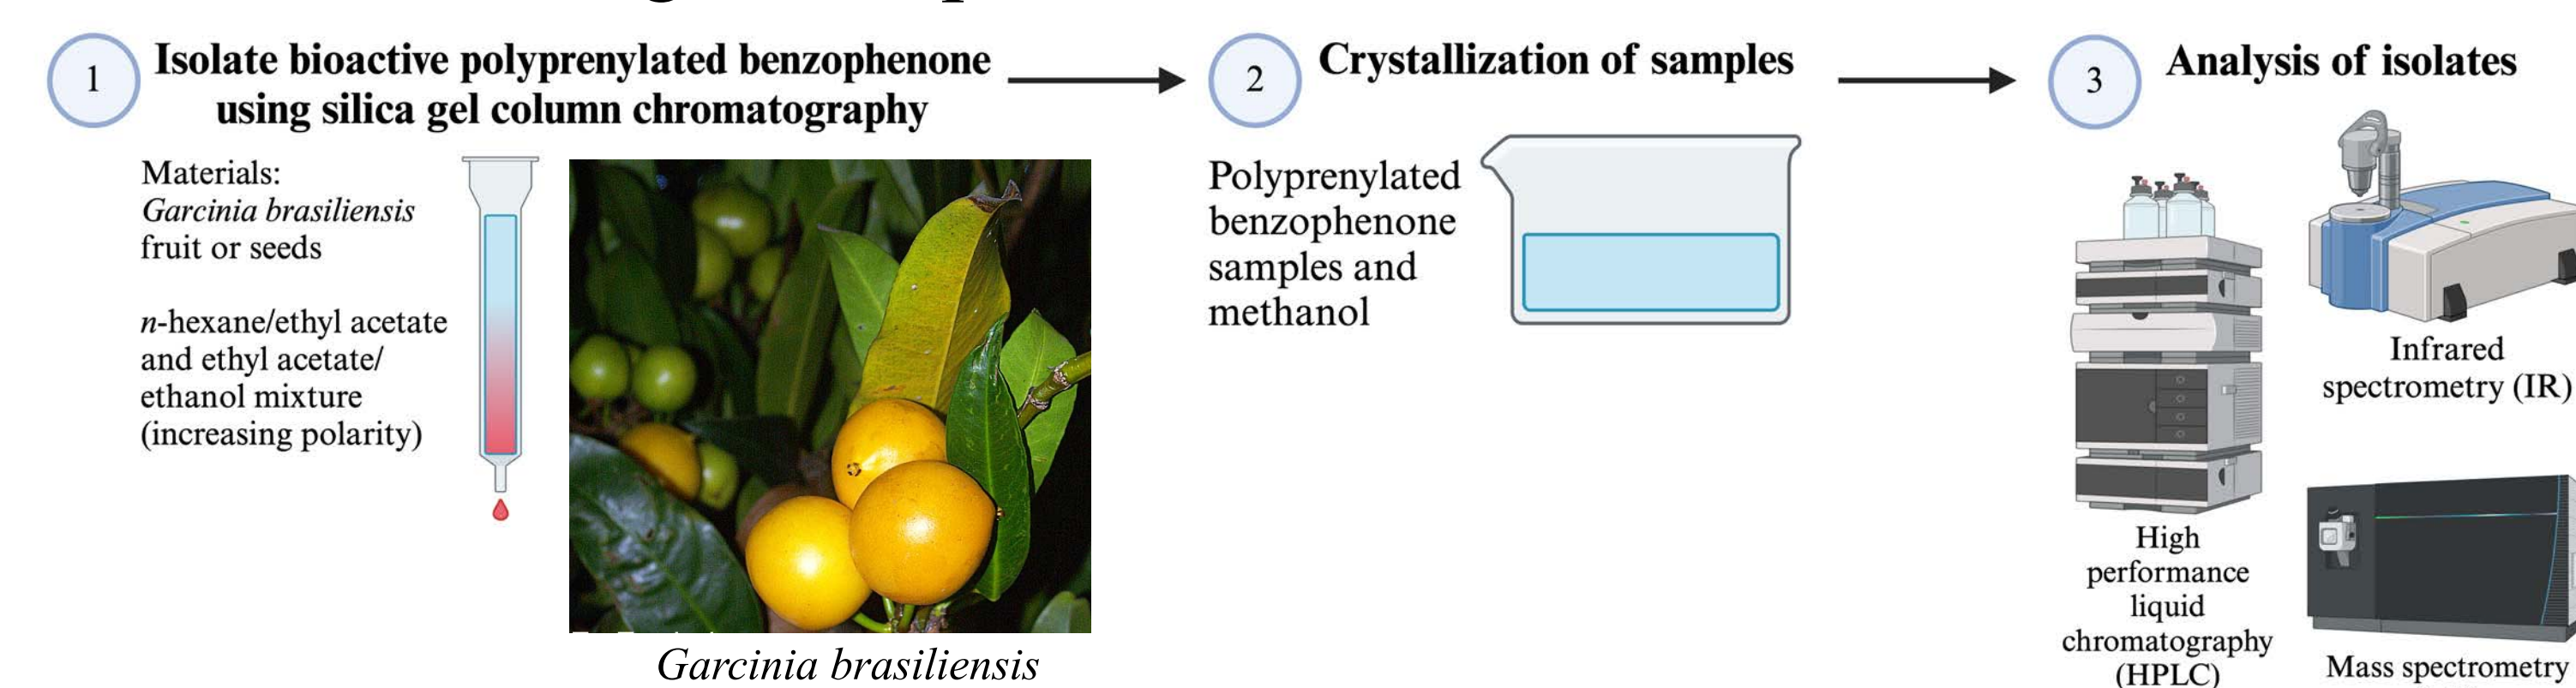 1
Isolate bioactive polyprenylated benzophenone
using silica gel column chromatography
Materials:
Garcinia brasiliensis
fruit or seeds
n-hexane/ethyl acetate
and ethyl acetate/
ethanol mixture
(increasing polarity)
Garcinia brasiliensis
2
Crystallization of samples
Polyprenylated
benzophenone
samples and
methanol
3
Analysis of isolates
High
performance
liquid
chromatography
(HPLC)
Infrared
spectrometry (IR)
Mass spectrometry